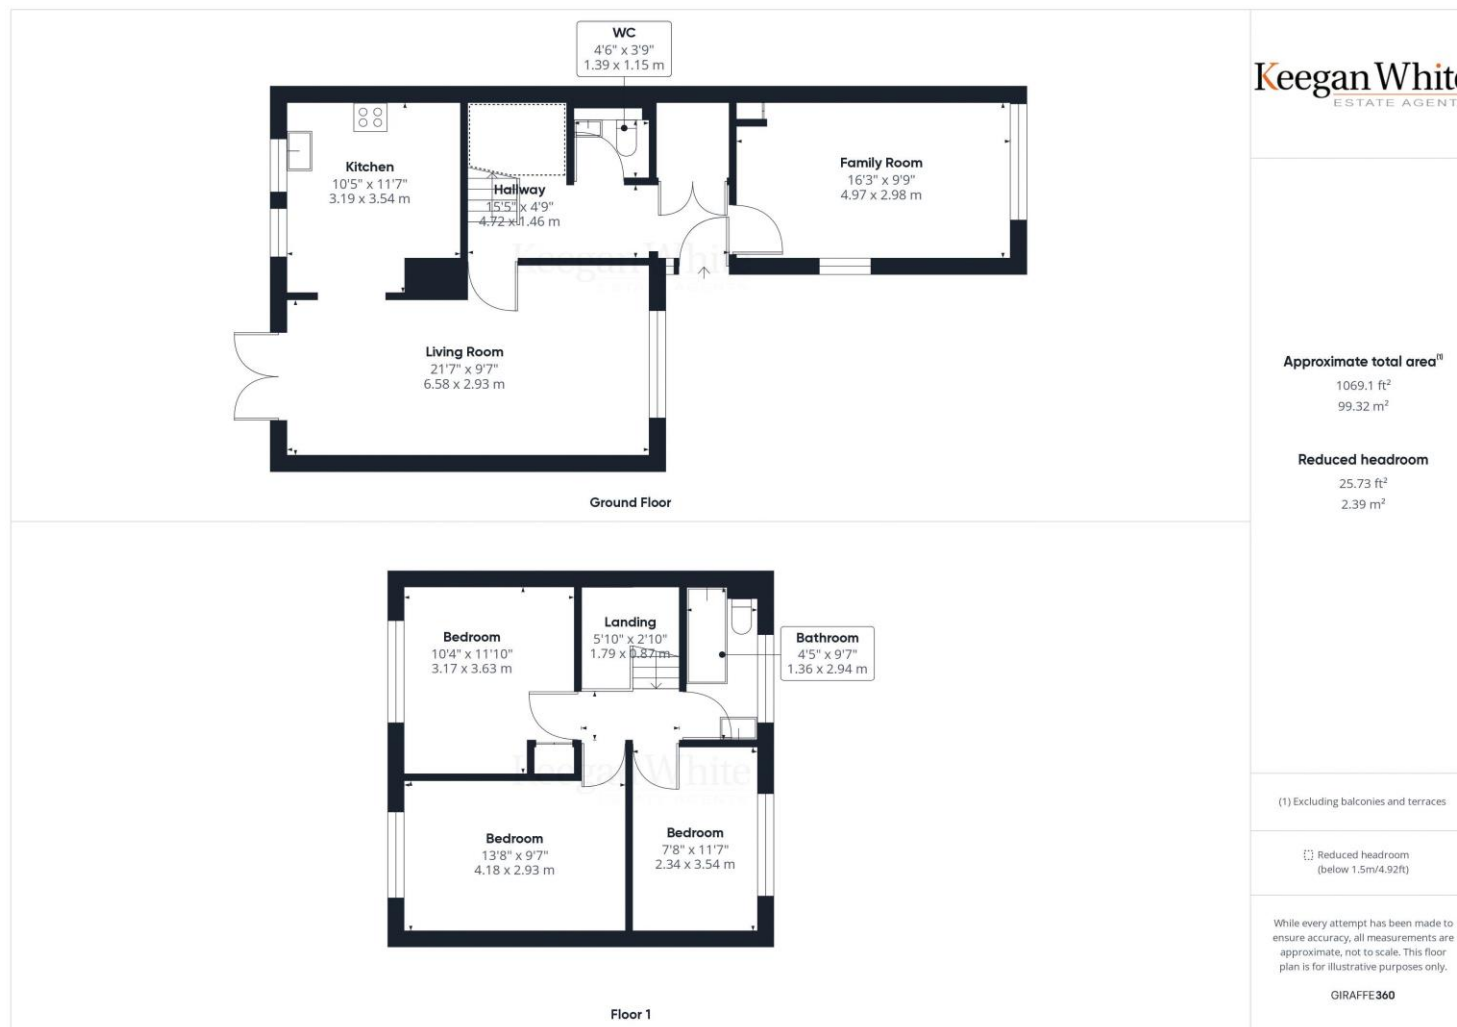 WC
4'6" x 3'9"
1.39 x 1.15 m
Kitchen
10'5" x 11'7"
3.19 x 3.54 m
Hallway
15'5" x 4'9"
4.72 x 1.46 m
Family Room
16'3" x 9'9"
4.97 x 2.98 m
Keegan White
Living Room
21'7" x 9'7"
6.58 x 2.93 m
Ground Floor
Landing
5'10" x 2'10"
1.79 x 0.87 m
Bedroom
10'4" x 11'10"
3.17 x 3.63 m
Bathroom
4'5" x 9'7"
1.36 x 2.94 m
Keegan White
Bedroom
13'8" x 9'7"
4.18 x 2.93 m
Bedroom
7'8" x 11'7"
2.34 x 3.54 m
Floor 1
Keegan White
ESTATE AGENT
Approximate total area(1)
1069.1 ft²
99.32 m²
Reduced headroom
25.73 ft²
2.39 m²
(1) Excluding balconies and terraces
Reduced headroom
(below 1.5m/4.92ft)
While every attempt has been made to
ensure accuracy, all measurements are
approximate, not to scale. This floor
plan is for illustrative purposes only.
GIRAFFE360